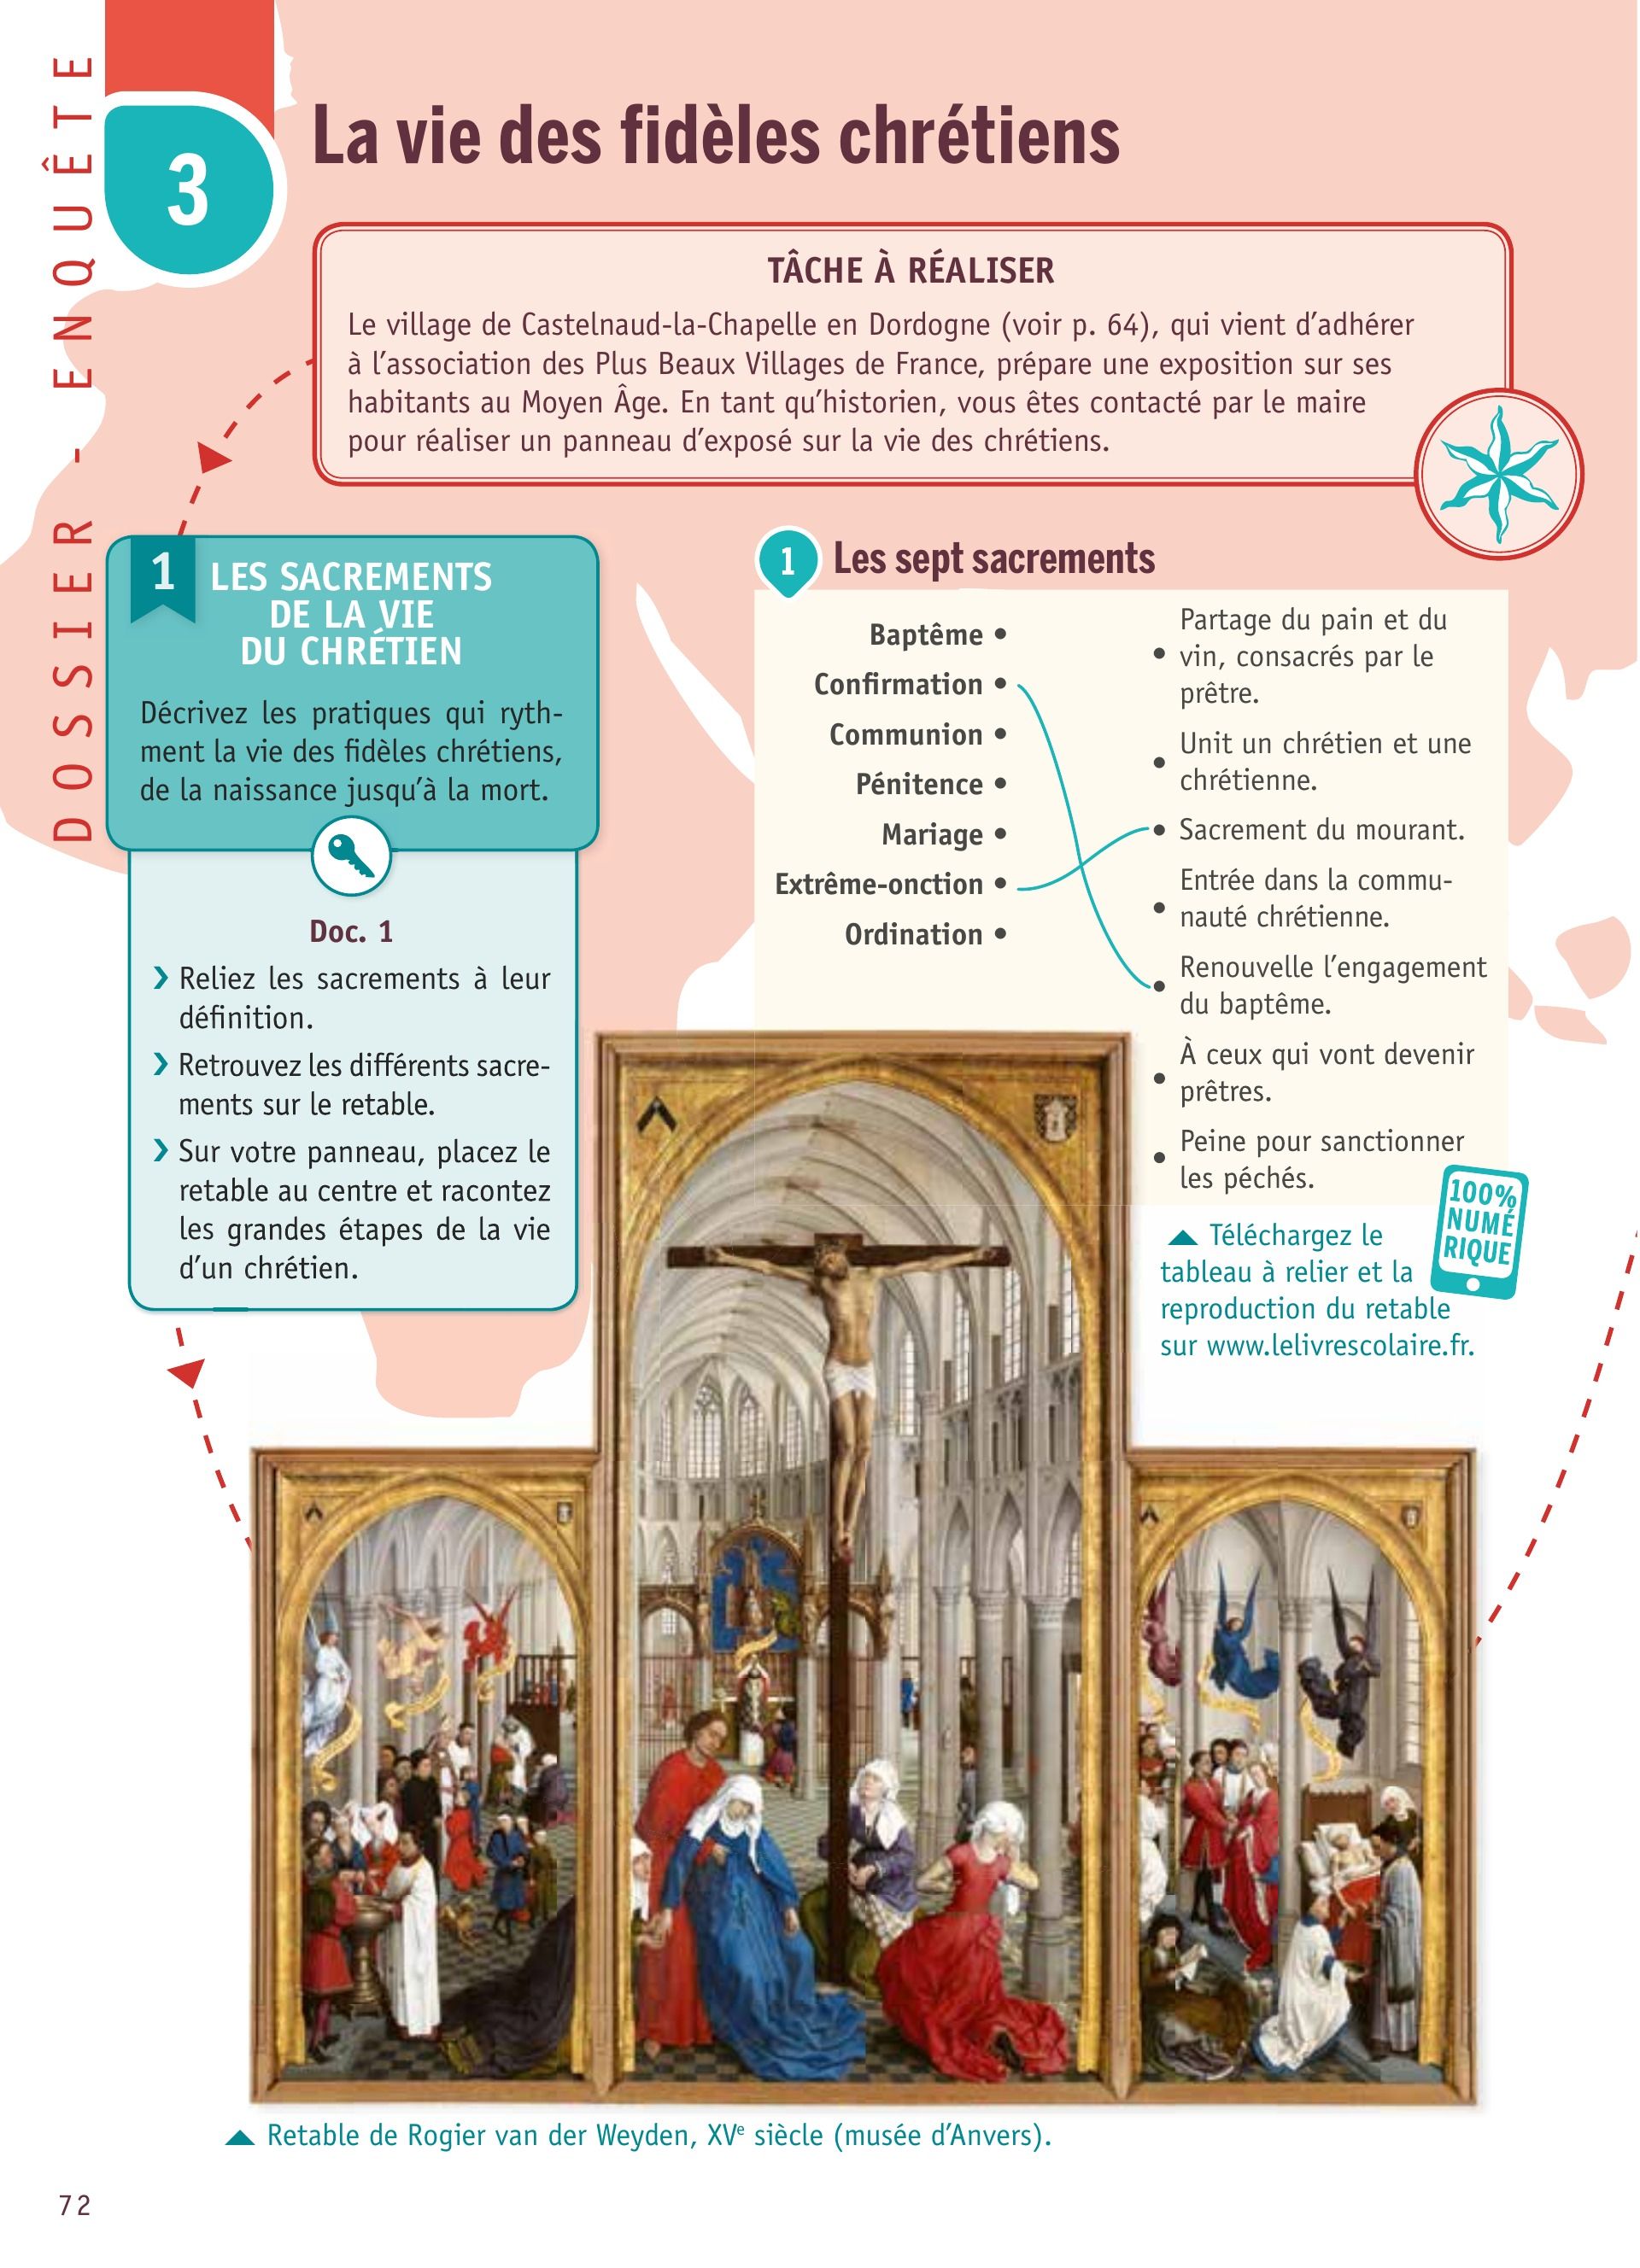 DOSSIER - ENQUÊTE
3
La vie des fidèles chrétiens
TÂCHE À RÉALISER
Le village de Castelnaud-la-Chapelle en Dordogne (voir p. 64), qui vient d’adhérer
à l’association des Plus Beaux Villages de France, prépare une exposition sur ses
habitants au Moyen Âge. En tant qu’historien, vous êtes contacté par le maire
pour réaliser un panneau d’exposé sur la vie des chrétiens.
1
LES SACREMENTS
DE LA VIE
DU CHRÉTIEN
Décrivez les pratiques qui ryth-
ment la vie des fidèles chrétiens,
de la naissance jusqu’à la mort.
Doc. 1
› Reliez les sacrements à leur
définition.
› Retrouvez les différents sacre-
ments sur le retable.
› Sur votre panneau, placez le
retable au centre et racontez
les grandes étapes de la vie
d’un chrétien.
1 Les sept sacrements
Baptême •
Confirmation •
Communion •
Pénitence •
Mariage •
Extrême-onction •
Ordination •
Partage du pain et du
• vin, consacrés par le
prêtre.
Unit un chrétien et une
• chrétienne.
• Sacrement du mourant.
Entrée dans la commu-
• nauté chrétienne.
Renouvelle l’engagement
• du baptême.
À ceux qui vont devenir
• prêtres.
Peine pour sanctionner
• les péchés.
100%
NUMÉ
RIQUE
Téléchargez le
tableau à relier et la
reproduction du retable
sur www.lelivrescolaire.fr.
Retable de Rogier van der Weyden, XVe siècle (musée d’Anvers).
72